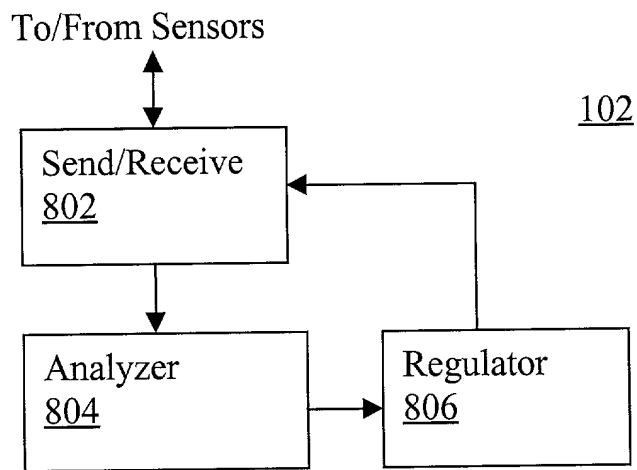 To/From Sensors
102
Send/Receive
802
Analyzer
804
Regulator
806